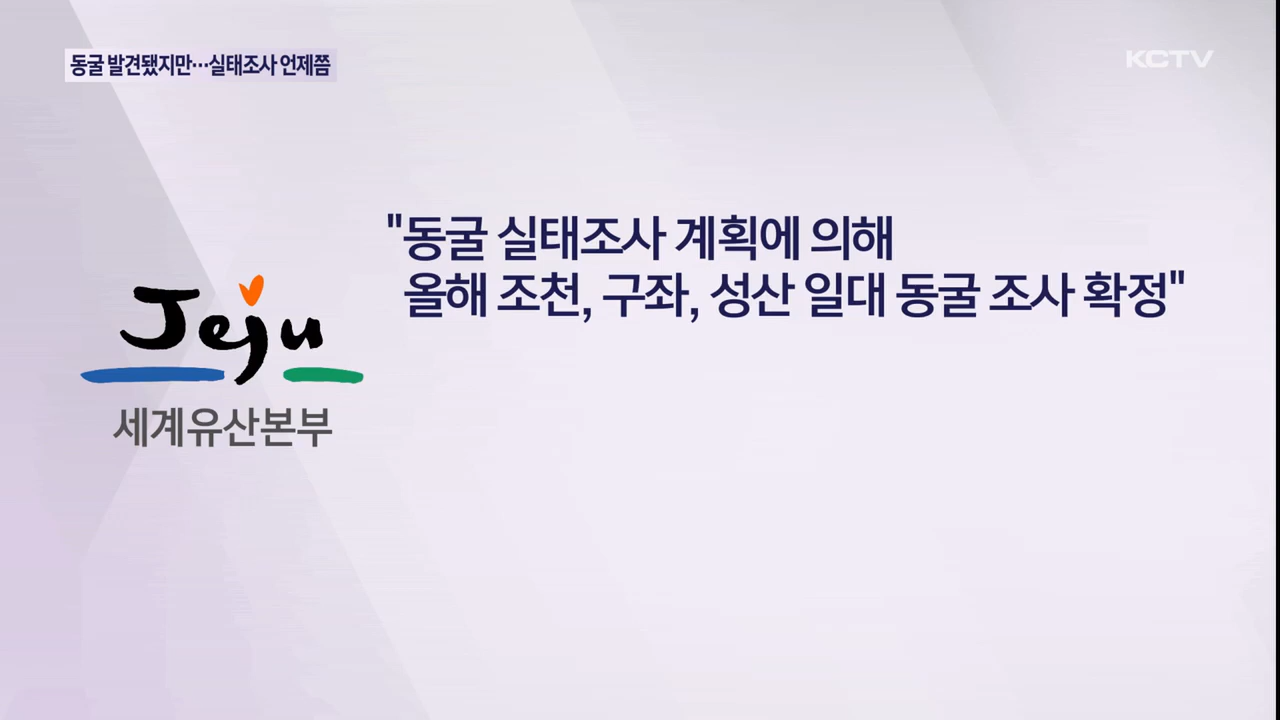 동굴 발견됐지만…실태조사 언제쯤
KCTV
"동굴 실태조사 계획에 의해
올해 조천, 구좌, 성산 일대 동굴 조사 확정"
Jeju
세계유산본부